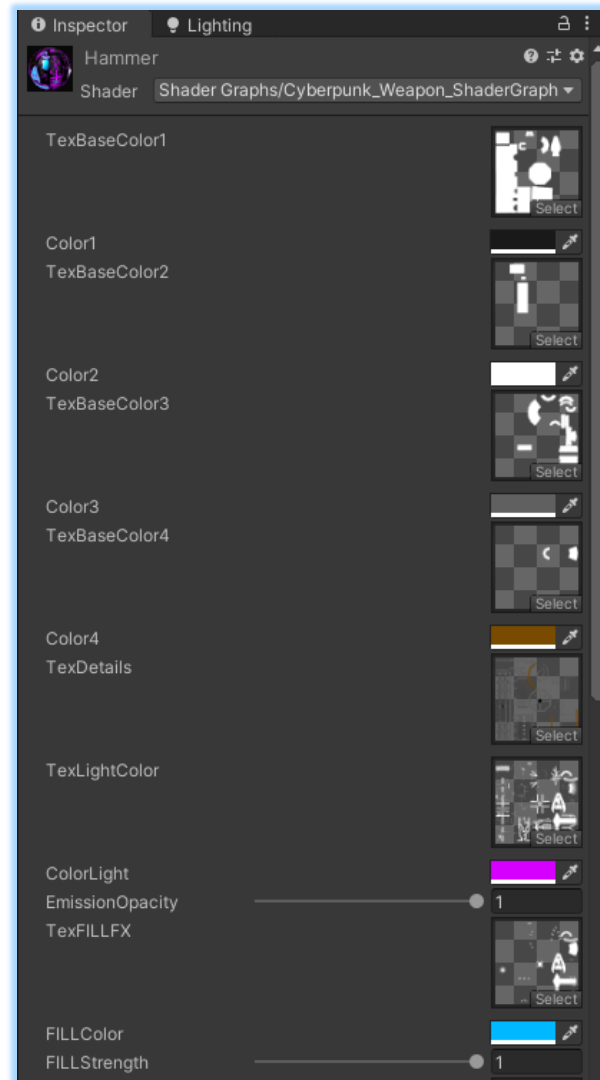 Inspector
Lighting
Hammer
Shader Shader Graphs/Cyberpunk_Weapon_ShaderGraph
TexBaseColor1
Select
Color1
TexBaseColor2
Select
Color2
TexBaseColor3
Select
Color3
TexBaseColor4
Select
Color4
TexDetails
Select
TexLightColor
Select
ColorLight
EmissionOpacity 1
TexFILLFX
Select
FILLColor
FILLStrength 1